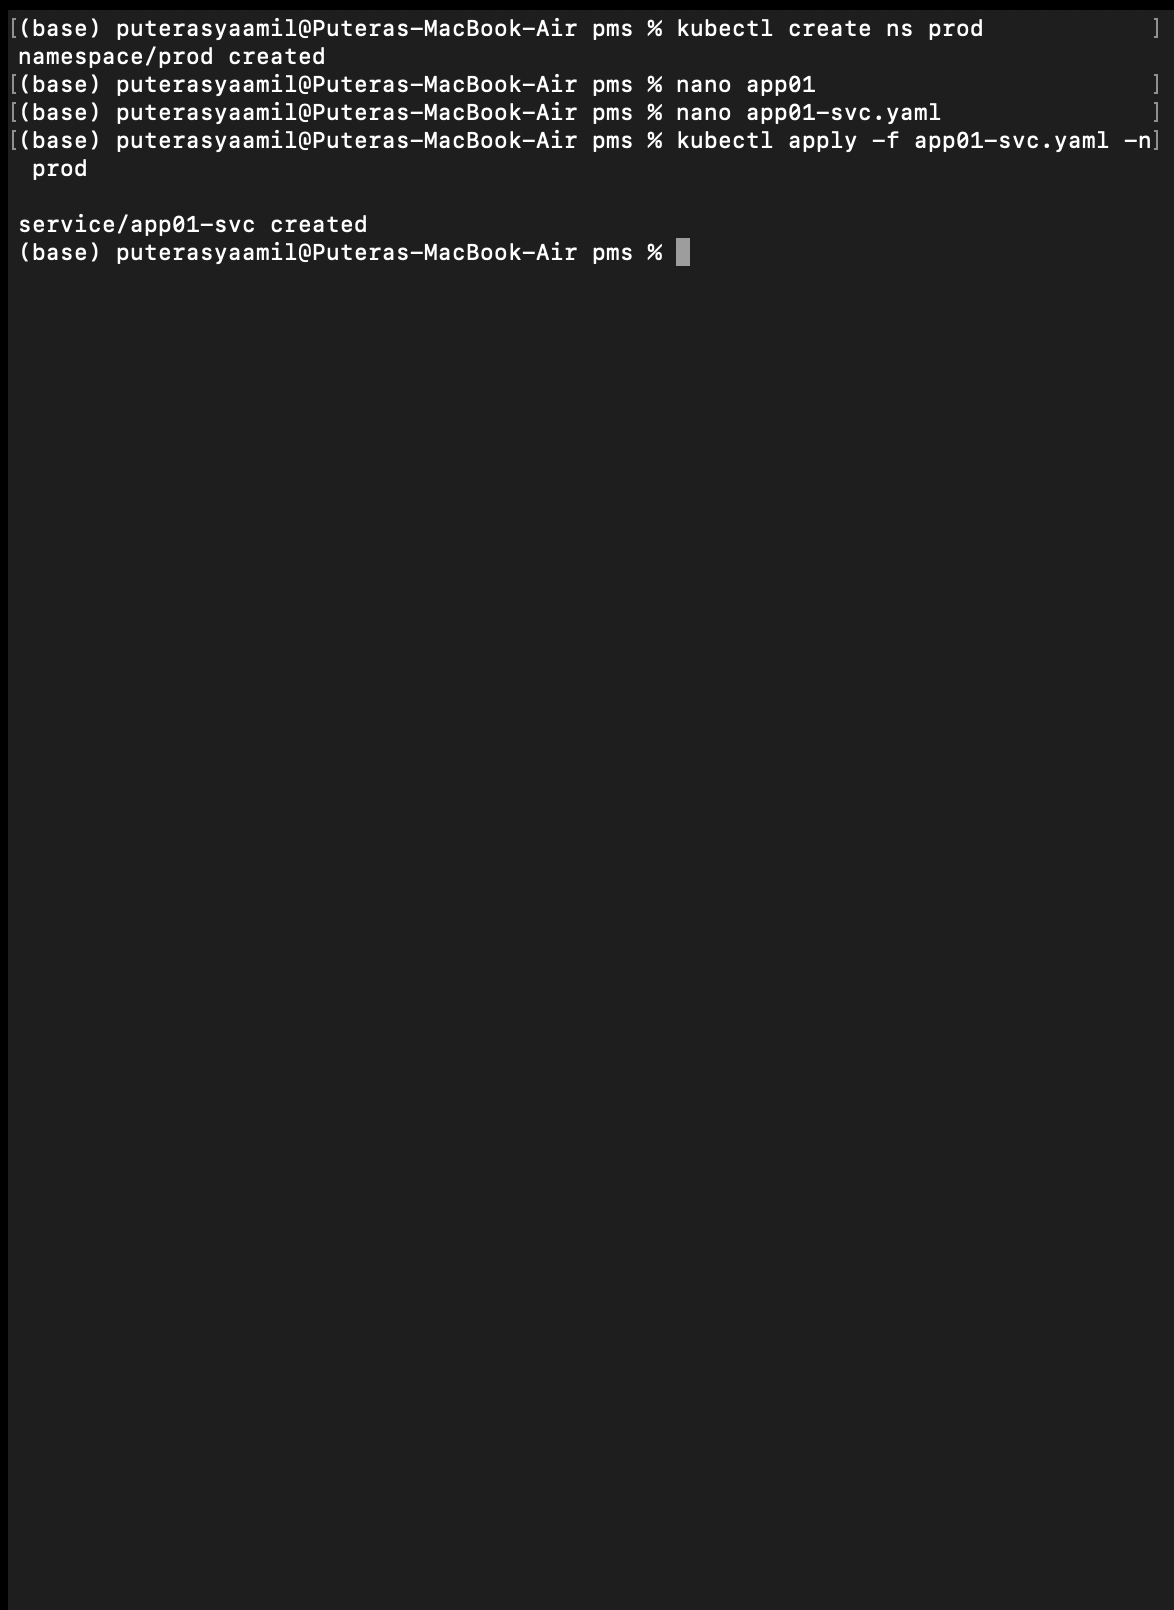 [(base) puterasyaamil@Puteras-MacBook-Air pms % kubectl create ns prod ]
namespace/prod created
[(base) puterasyaamil@Puteras-MacBook-Air pms % nano app01 ]
[(base) puterasyaamil@Puteras-MacBook-Air pms % nano app01-svc.yaml ]
[(base) puterasyaamil@Puteras-MacBook-Air pms % kubectl apply -f app01-svc.yaml -n]
prod
service/app01-svc created
(base) puterasyaamil@Puteras-MacBook-Air pms %